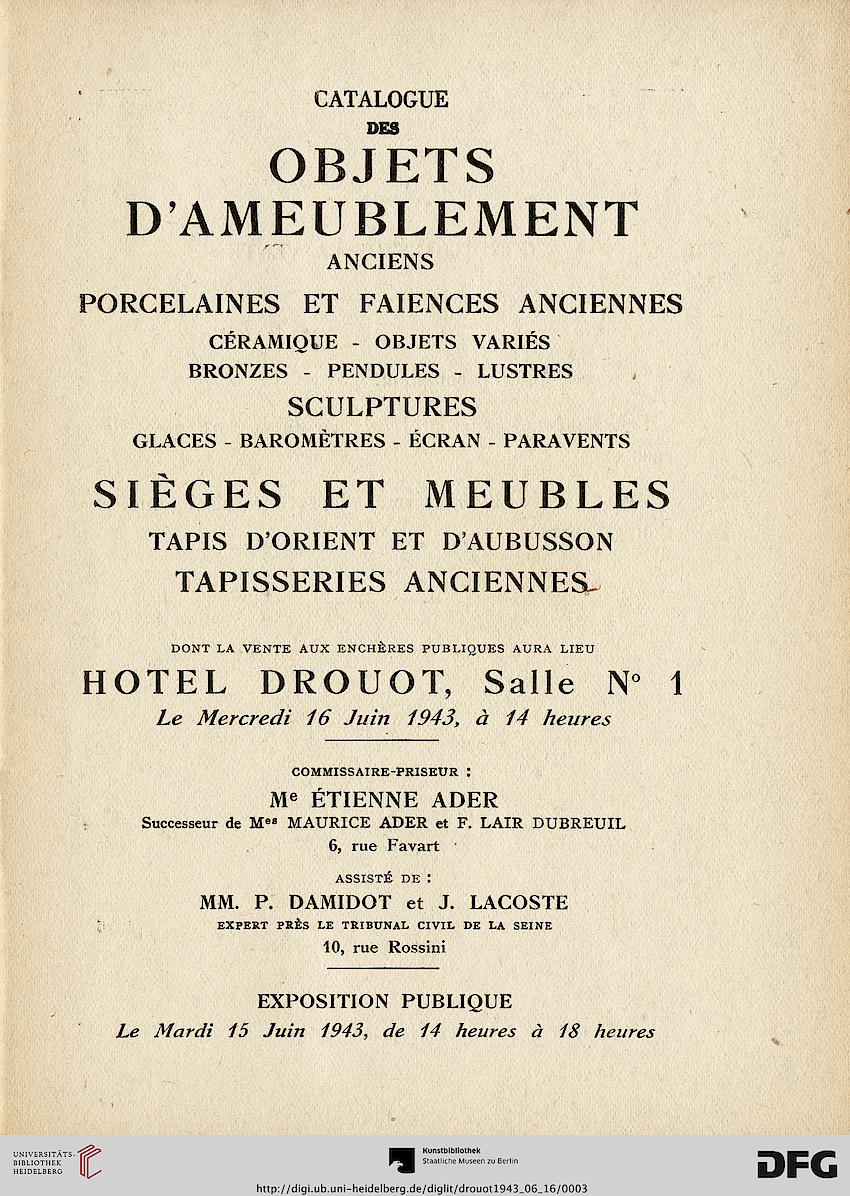 CATALOGUE
DES
OBJETS
D'AMEUBLEMENT
ANCIENS
PORCELAINES ET FAIENCES ANCIENNES
CÉRAMIQUE - OBJETS VARIÉS
BRONZES - PENDULES - LUSTRES
SCULPTURES
GLACES - BAROMÈTRES - ÉCRAN - PARAVENTS
SIÈGES ET MEUBLES
TAPIS D'ORIENT ET D'AUBUSSON
TAPISSERIES ANCIENNES
DONT LA VENTE AUX ENCHÈRES PUBLIQUES AURA LIEU
HOTEL DROUOT, Salle Nº 1
Le Mercredi 16 Juin 1943, à 14 heures
COMMISSAIRE-PRISEUR :
Mᵉ ÉTIENNE ADER
Successeur de Mᵉˢ MAURICE ADER et F. LAIR DUBREUIL
6, rue Favart
ASSISTÉ DE :
MM. P. DAMIDOT et J. LACOSTE
EXPERT PRÈS LE TRIBUNAL CIVIL DE LA SEINE
10, rue Rossini
EXPOSITION PUBLIQUE
Le Mardi 15 Juin 1943, de 14 heures à 18 heures
UNIVERSITÄTS-
BIBLIOTHEK
HEIDELBERG
Kunstbibliothek
Staatliche Museen zu Berlin
DFG
http://digi.ub.uni-heidelberg.de/diglit/drouot1943_06_16/0003